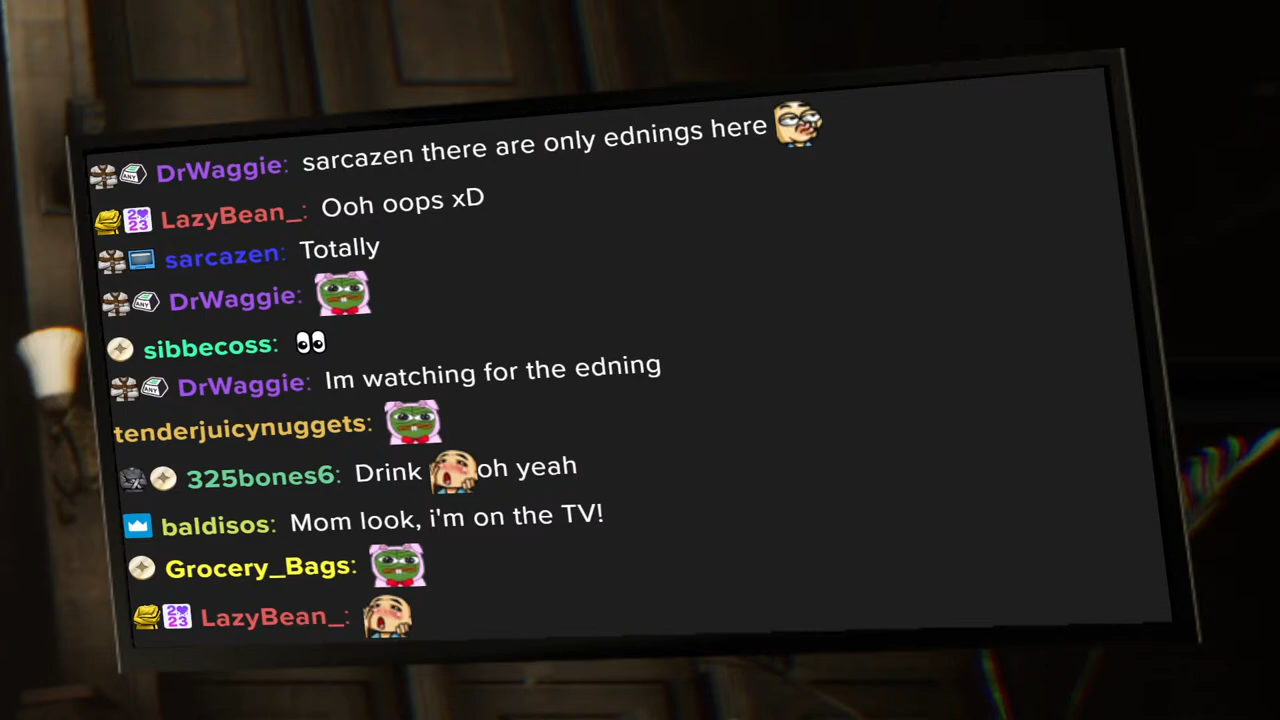 DrWaggie: sarcazen there are only ednings here
LazyBean_: Ooh oops xD
sarcazen: Totally
DrWaggie:
sibbecoss: 👀
DrWaggie: Im watching for the edning
tenderjuicynuggets:
325bones6: Drink oh yeah
baldisos: Mom look, i'm on the TV!
Grocery_Bags:
LazyBean_: